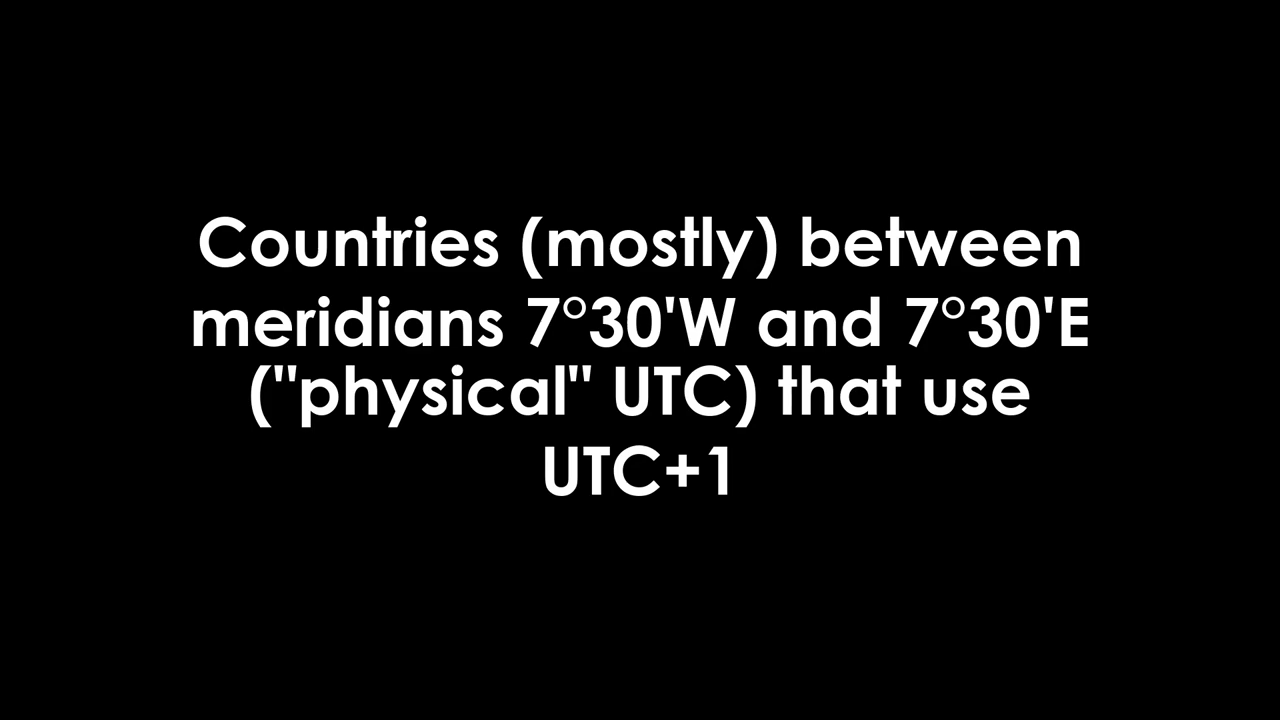 Countries (mostly) between
meridians 7°30'W and 7°30'E
("physical" UTC) that use
UTC+1